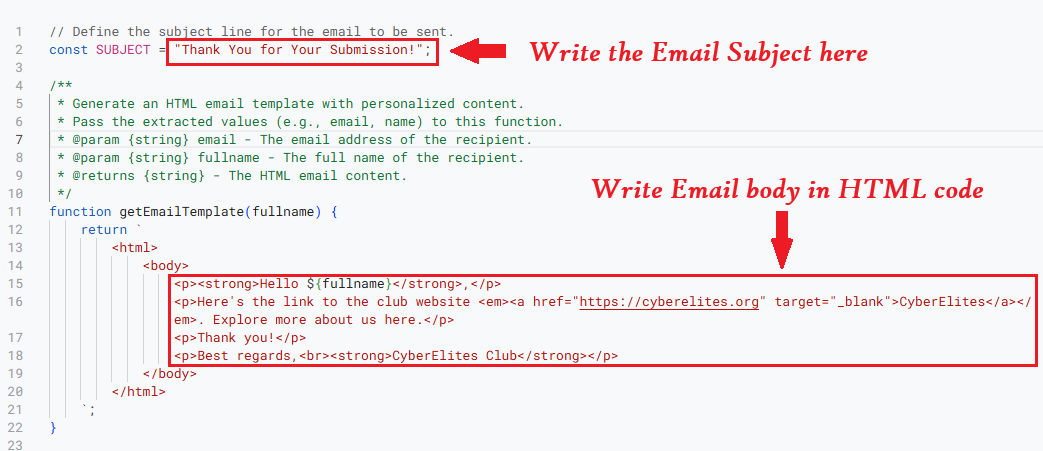 1 // Define the subject line for the email to be sent.
2 const SUBJECT = "Thank You for Your Submission!";
Write the Email Subject here
3
4 /**
5 * Generate an HTML email template with personalized content.
6 * Pass the extracted values (e.g., email, name) to this function.
7 * @param {string} email - The email address of the recipient.
8 * @param {string} fullname - The full name of the recipient.
9 * @returns {string} - The HTML email content.
10 */
Write Email body in HTML code
11 function getEmailTemplate(fullname) {
12 return `
13 <html>
14 <body>
15 <p><strong>Hello ${fullname}</strong>,</p>
16 <p>Here's the link to the club website <em><a href="https://cyberelites.org" target="_blank">CyberElites</a></
em>. Explore more about us here.</p>
17 <p>Thank you!</p>
18 <p>Best regards,<br><strong>CyberElites Club</strong></p>
19 </body>
20 </html>
21 `;
22 }
23